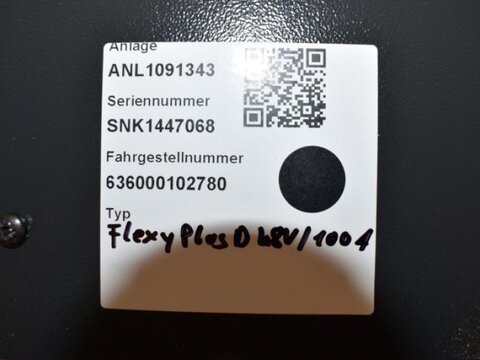 Anlage
ANL1091343
Seriennummer
SNK1447068
Fahrgestellnummer
636000102780
Typ
Flexy Plus D 48V/100A